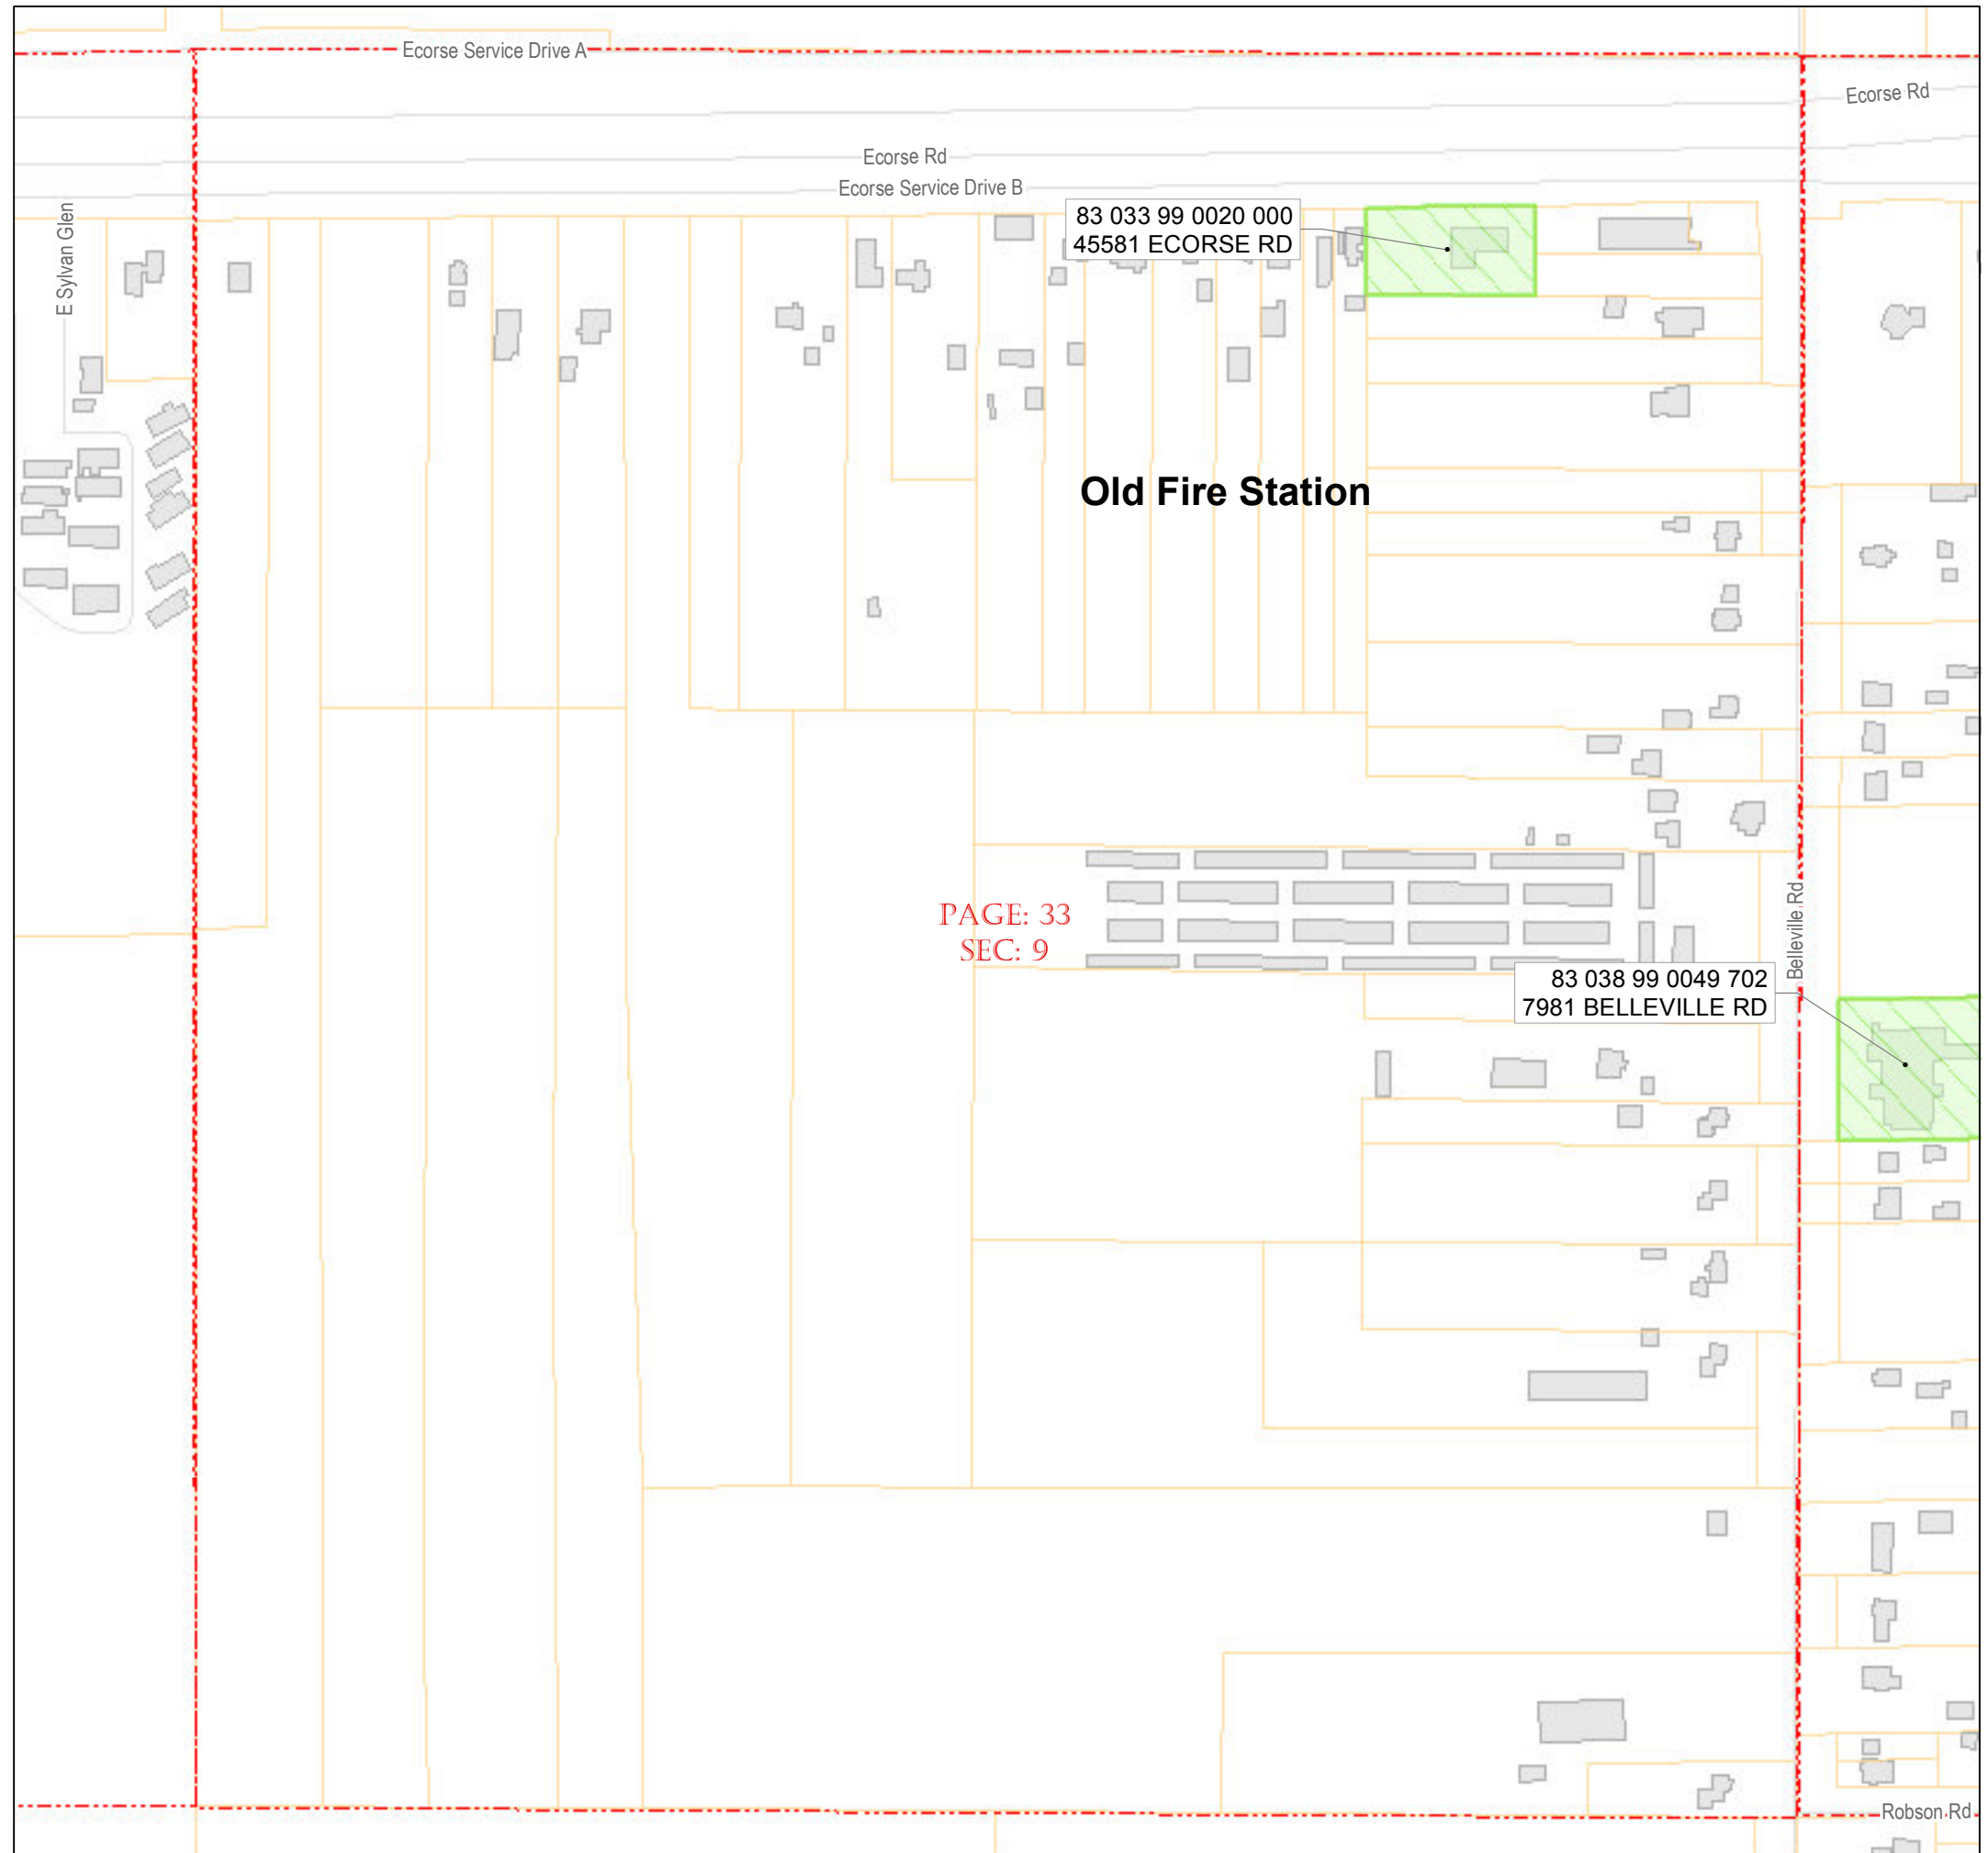 Ecorse Service Drive A
Ecorse Rd
Ecorse Rd
Ecorse Service Drive B
83 033 99 0020 000
45581 ECORSE RD
E Sylvan Glen
Old Fire Station
PAGE: 33
SEC: 9
Belleville Rd
83 038 99 0049 702
7981 BELLEVILLE RD
Robson Rd